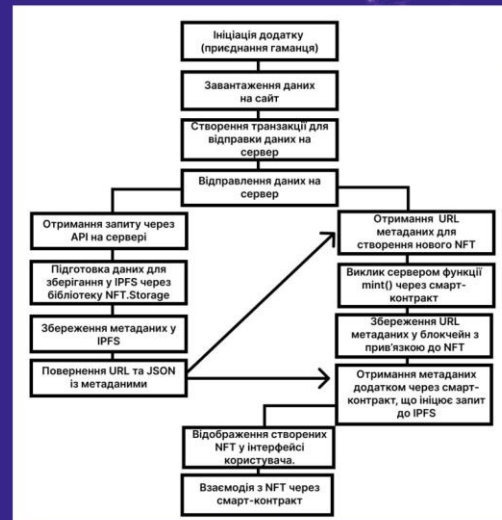 Ініціація додатку
(приєднання гаманця)
Завантаження даних
на сайт
Створення транзакції для
відправки даних на
сервер
Відправлення даних на
сервер
Отримання запиту через
API на сервері
Підготовка даних для
зберігання у IPFS через
бібліотеку NFT.Storage
Збереження метаданих у
IPFS
Повернення URL та JSON
із метаданими
Отримання URL
метаданих для
створення нового NFT
Виклик сервером функції
mint() через смарт-
контракт
Збереження URL
метаданих у блокчейн з
прив'язкою до NFT
Отримання метаданих
додатком через смарт-
контракт, що ініціює запит
до IPFS
Відображення створених
NFT у інтерфейсі
користувача.
Взаємодія з NFT через
смарт-контракт